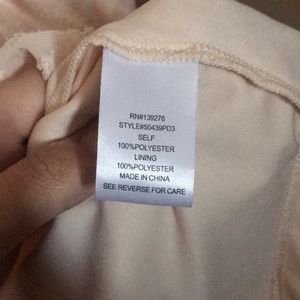 RN#139276
STYLE#50439PD3
SELF
100%POLYESTER
LINING
100%POLYESTER
MADE IN CHINA
SEE REVERSE FOR CARE